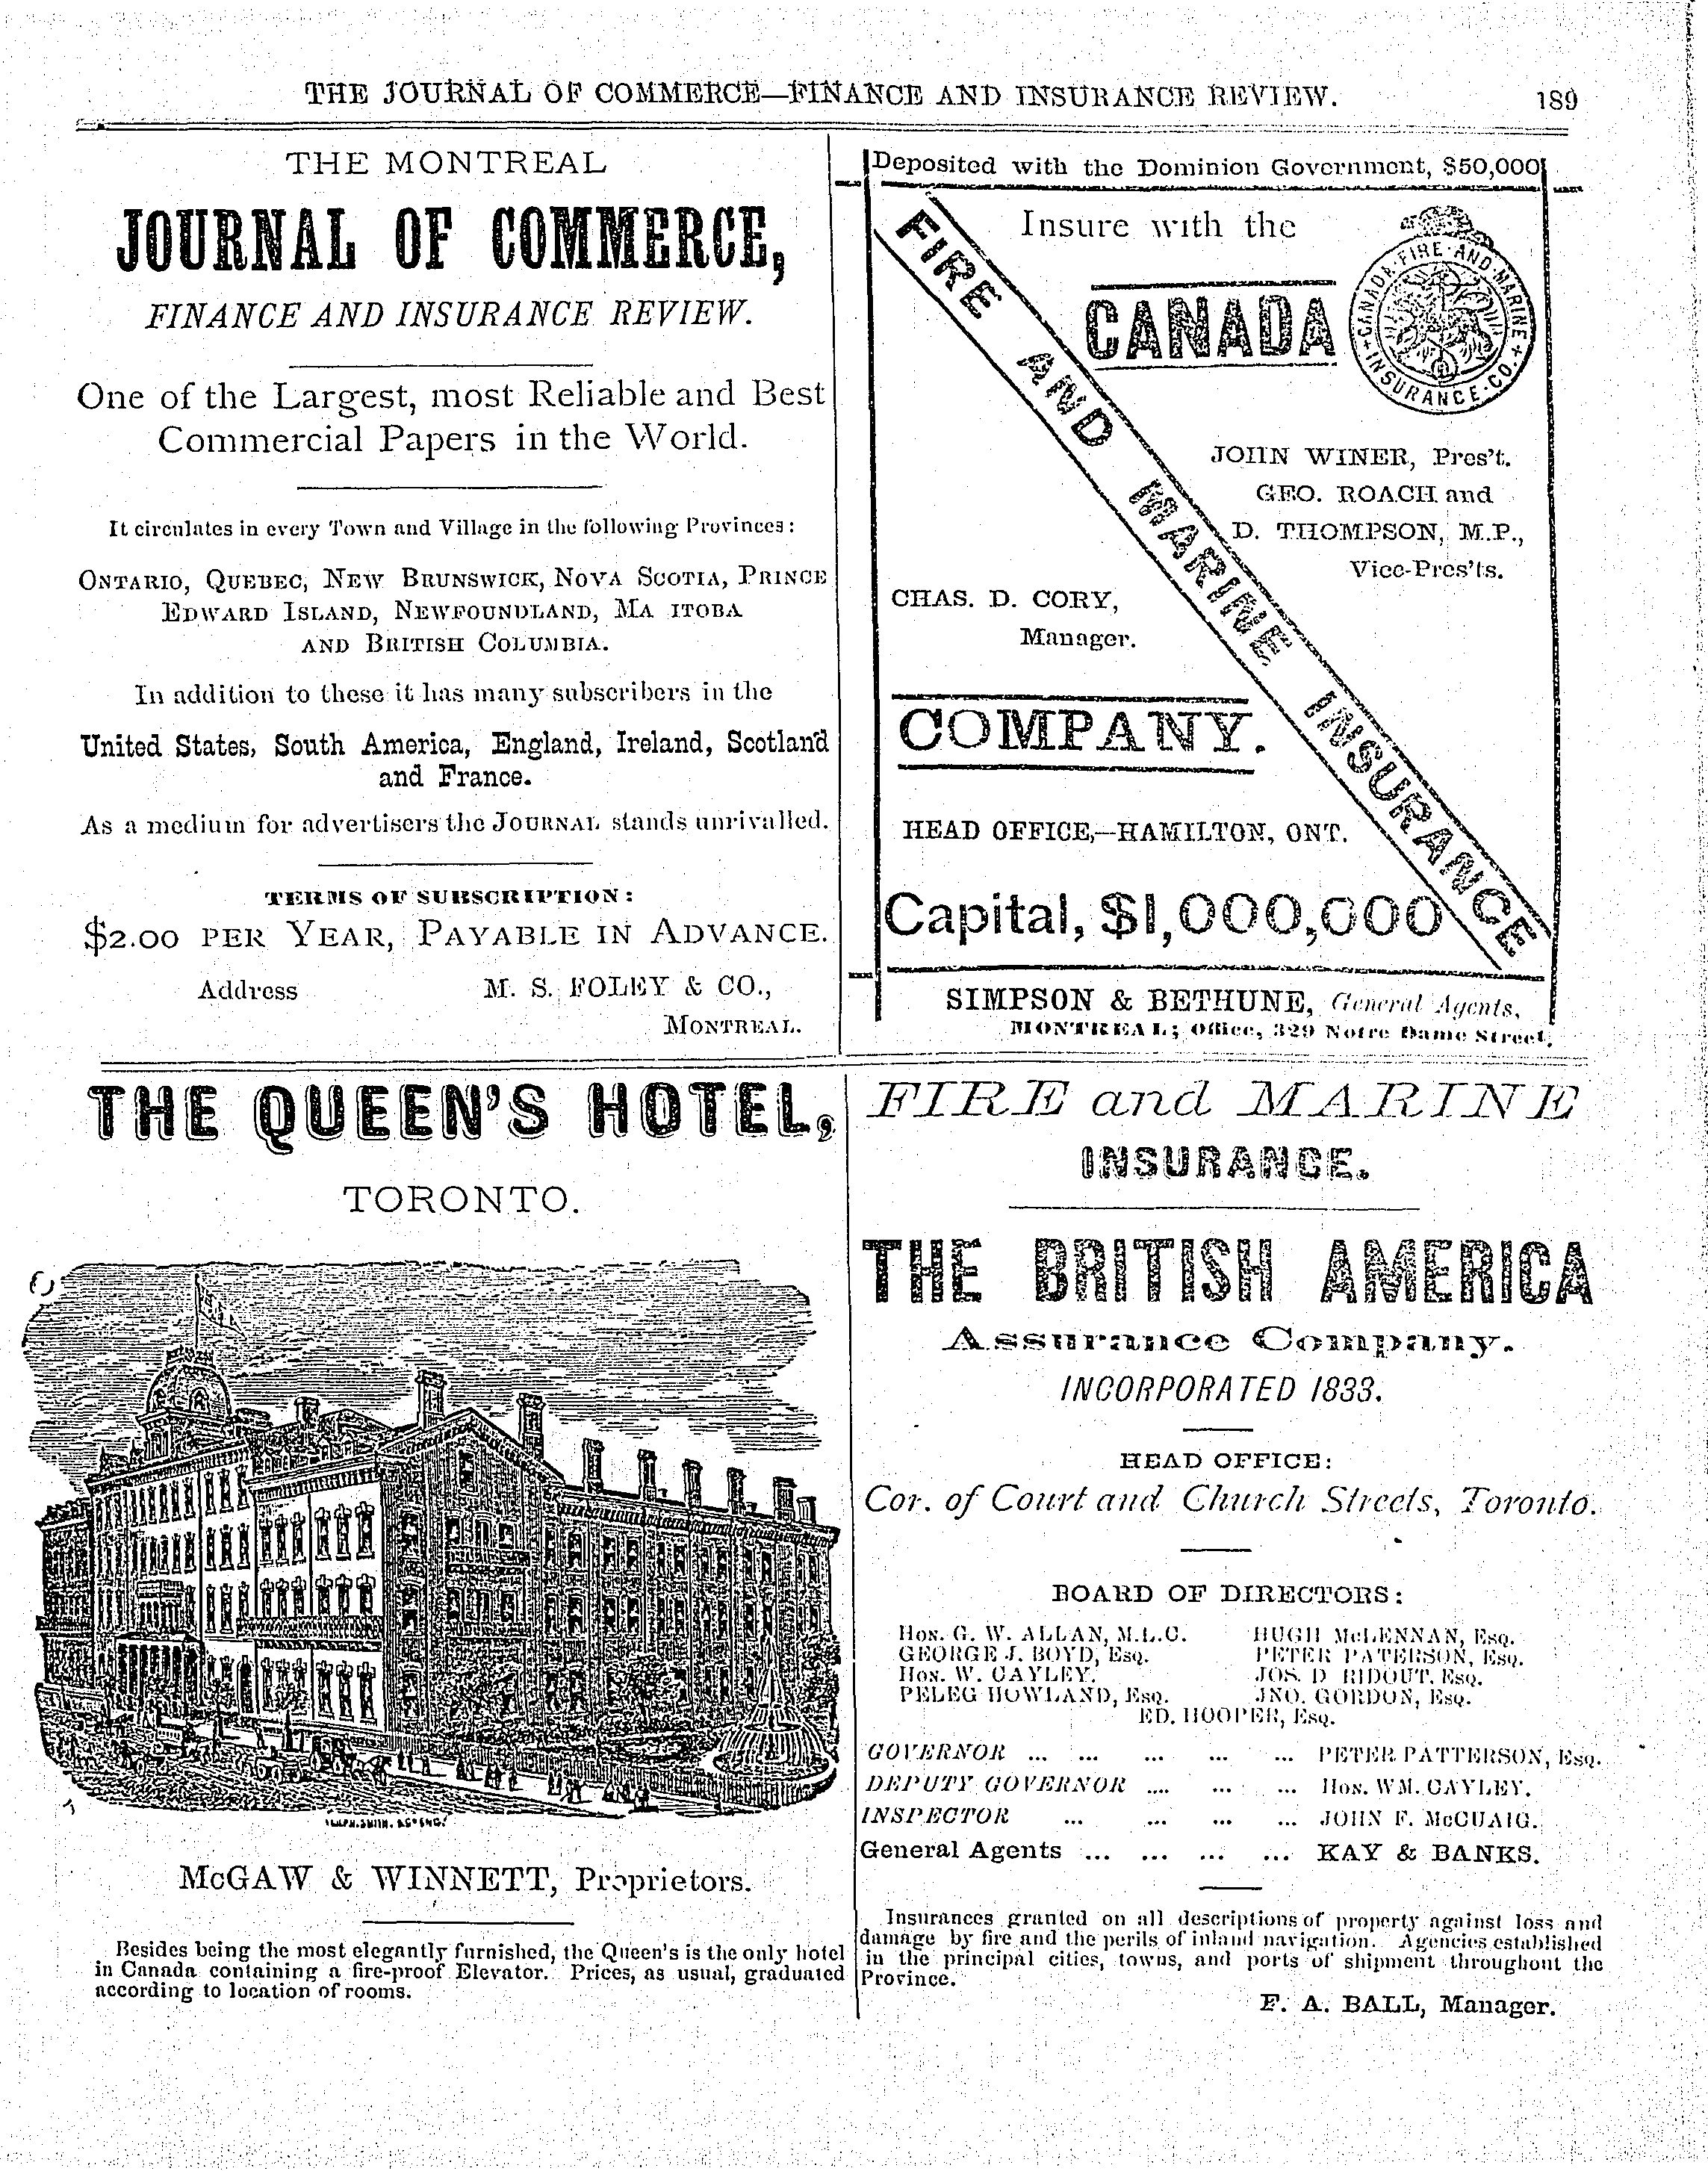 THE JOURNAL OF COMMERCE—FINANCE AND INSURANCE REVIEW. 189
THE MONTREAL
JOURNAL OF COMMERCE,
FINANCE AND INSURANCE REVIEW.
One of the Largest, most Reliable and Best
Commercial Papers in the World.
It circulates in every Town and Village in the following Provinces:
ONTARIO, QUEBEC, NEW BRUNSWICK, NOVA SCOTIA, PRINCE
EDWARD ISLAND, NEWFOUNDLAND, MA ITOBA
AND BRITISH COLUMBIA.
In addition to these it has many subscribers in the
United States, South America, England, Ireland, Scotland
and France.
As a medium for advertisers the JOURNAL stands unrivalled.
TERMS OF SUBSCRIPTION:
$2.00 PER YEAR, PAYABLE IN ADVANCE.
Address M. S. FOLEY & CO.,
MONTREAL.
Deposited with the Dominion Government, $50,000
Insure with the
CANADA
CANADA FIRE AND MARINE
INSURANCE CO.
FIRE AND MARINE INSURANCE
JOHN WINER, Pres't.
GEO. ROACH and
D. THOMPSON, M.P.,
Vice-Pres'ts.
CHAS. D. CORY,
Manager.
COMPANY.
HEAD OFFICE,—HAMILTON, ONT.
Capital, $1,000,000
SIMPSON & BETHUNE, General Agents,
MONTREAL; Office, 329 Notre Dame Street.
THE QUEEN'S HOTEL,
TORONTO.
McGAW & WINNETT, Proprietors.
Besides being the most elegantly furnished, the Queen's is the only hotel
in Canada containing a fire-proof Elevator. Prices, as usual, graduated
according to location of rooms.
FIRE and MARINE
INSURANCE.
THE BRITISH AMERICA
Assurance Company.
INCORPORATED 1833.
HEAD OFFICE:
Cor. of Court and Church Streets, Toronto.
BOARD OF DIRECTORS:
HON. G. W. ALLAN, M.L.C. HUGH McLENNAN, ESQ.
GEORGE J. BOYD, ESQ. PETER PATERSON, ESQ.
HON. W. CAYLEY. JOS. D RIDOUT, ESQ.
PELEG HOWLAND, ESQ. JNO. GORDON, ESQ.
ED. HOOPER, ESQ.
GOVERNOR ... ... ... ... ... PETER PATTERSON, ESQ.
DEPUTY GOVERNOR .... ... ... HON. WM. CAYLEY.
INSPECTOR ... ... ... ... JOHN F. McCUAIG.
General Agents ... ... ... ... KAY & BANKS.
Insurances granted on all descriptions of property against loss and
damage by fire and the perils of inland navigation. Agencies established
in the principal cities, towns, and ports of shipment throughout the
Province.
F. A. BALL, Manager.